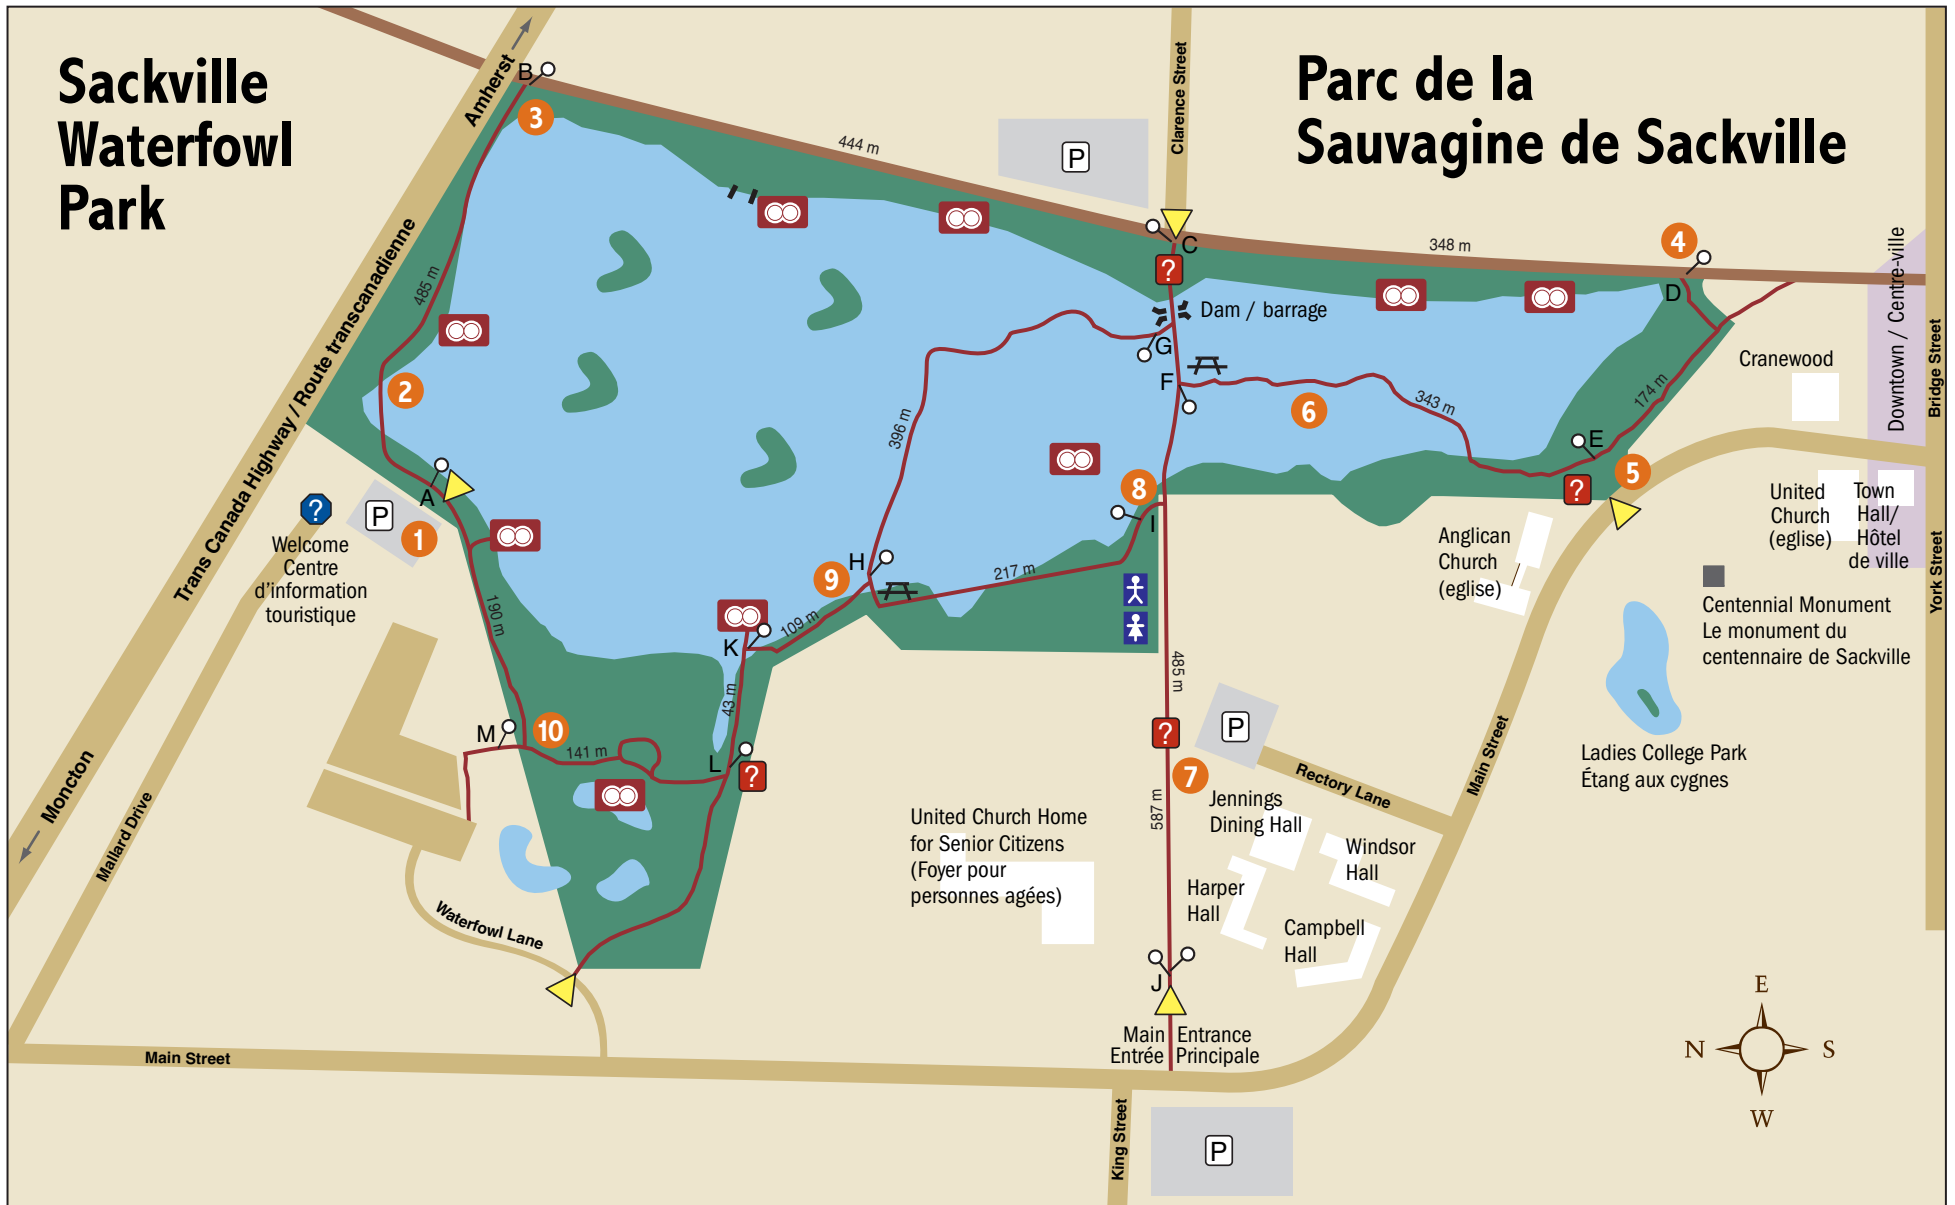 Sackville
Waterfowl
Park
Parc de la
Sauvagine de Sackville
Amherst
B
3
444 m
P
Clarence Street
C
?
348 m
4
D
Downtown / Centre-ville
Bridge Street
York Street
Trans Canada Highway / Route transcanadienne
485 m
2
Dam / barrage
G
F
6
343 m
174 m
E
5
?
Cranewood
396 m
A
?
P
1
Welcome
Centre
d'information
touristique
8
I
United
Church
(eglise)
Town
Hall/
Hôtel
de ville
Anglican
Church
(eglise)
Centennial Monument
Le monument du
centennaire de Sackville
H
9
217 m
109 m
K
190 m
43 m
485 m
M
10
141 m
L
?
?
P
7
587 m
Rectory Lane
Main Street
Ladies College Park
Étang aux cygnes
Moncton
Mallard Drive
Waterfowl Lane
United Church Home
for Senior Citizens
(Foyer pour
personnes agées)
Jennings
Dining Hall
Windsor
Hall
Harper
Hall
Campbell
Hall
J
Main Entrance
Entrée Principale
Main Street
King Street
P
E
N
S
W